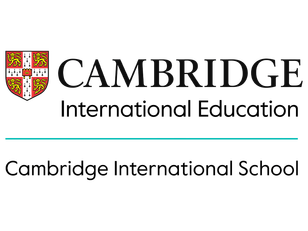 CAMBRIDGE
International Education
Cambridge International School